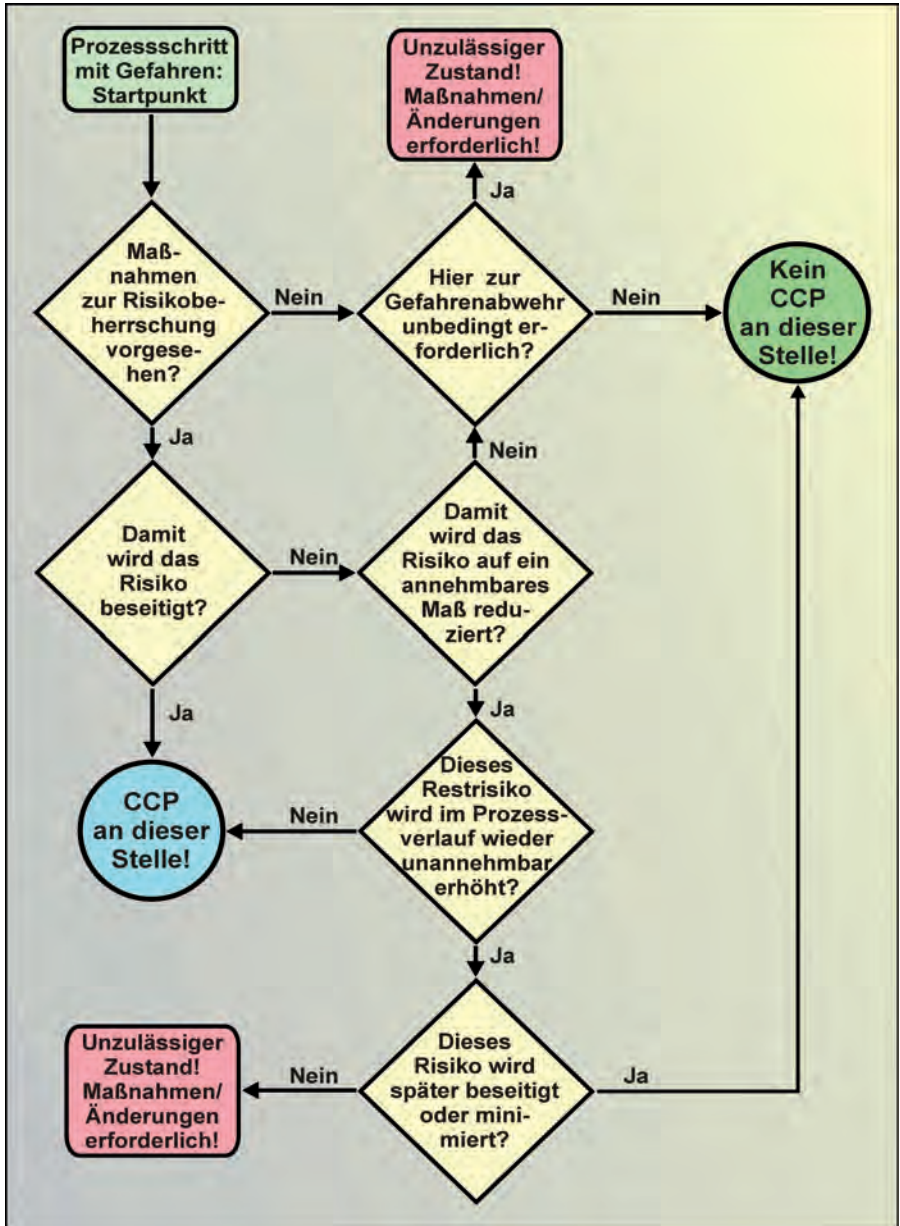 Prozessschritt
mit Gefahren:
Startpunkt
Unzulässiger
Zustand!
Maßnahmen/
Änderungen
erforderlich!
Ja
Maß-
nahmen
zur Risikobe-
herrschung
vorgese-
hen?
Nein
Hier zur
Gefahrenabwehr
unbedingt er-
forderlich?
Nein
Kein
CCP
an dieser
Stelle!
Ja
Nein
Damit
wird das
Risiko
beseitigt?
Nein
Damit
wird das
Risiko auf ein
annehmbares
Maß redu-
ziert?
Ja
Ja
CCP
an dieser
Stelle!
Nein
Dieses
Restrisiko
wird im Prozess-
verlauf wieder
unannehmbar
erhöht?
Ja
Unzulässiger
Zustand!
Maßnahmen/
Änderungen
erforderlich!
Nein
Dieses
Risiko wird
später beseitigt
oder mini-
miert?
Ja